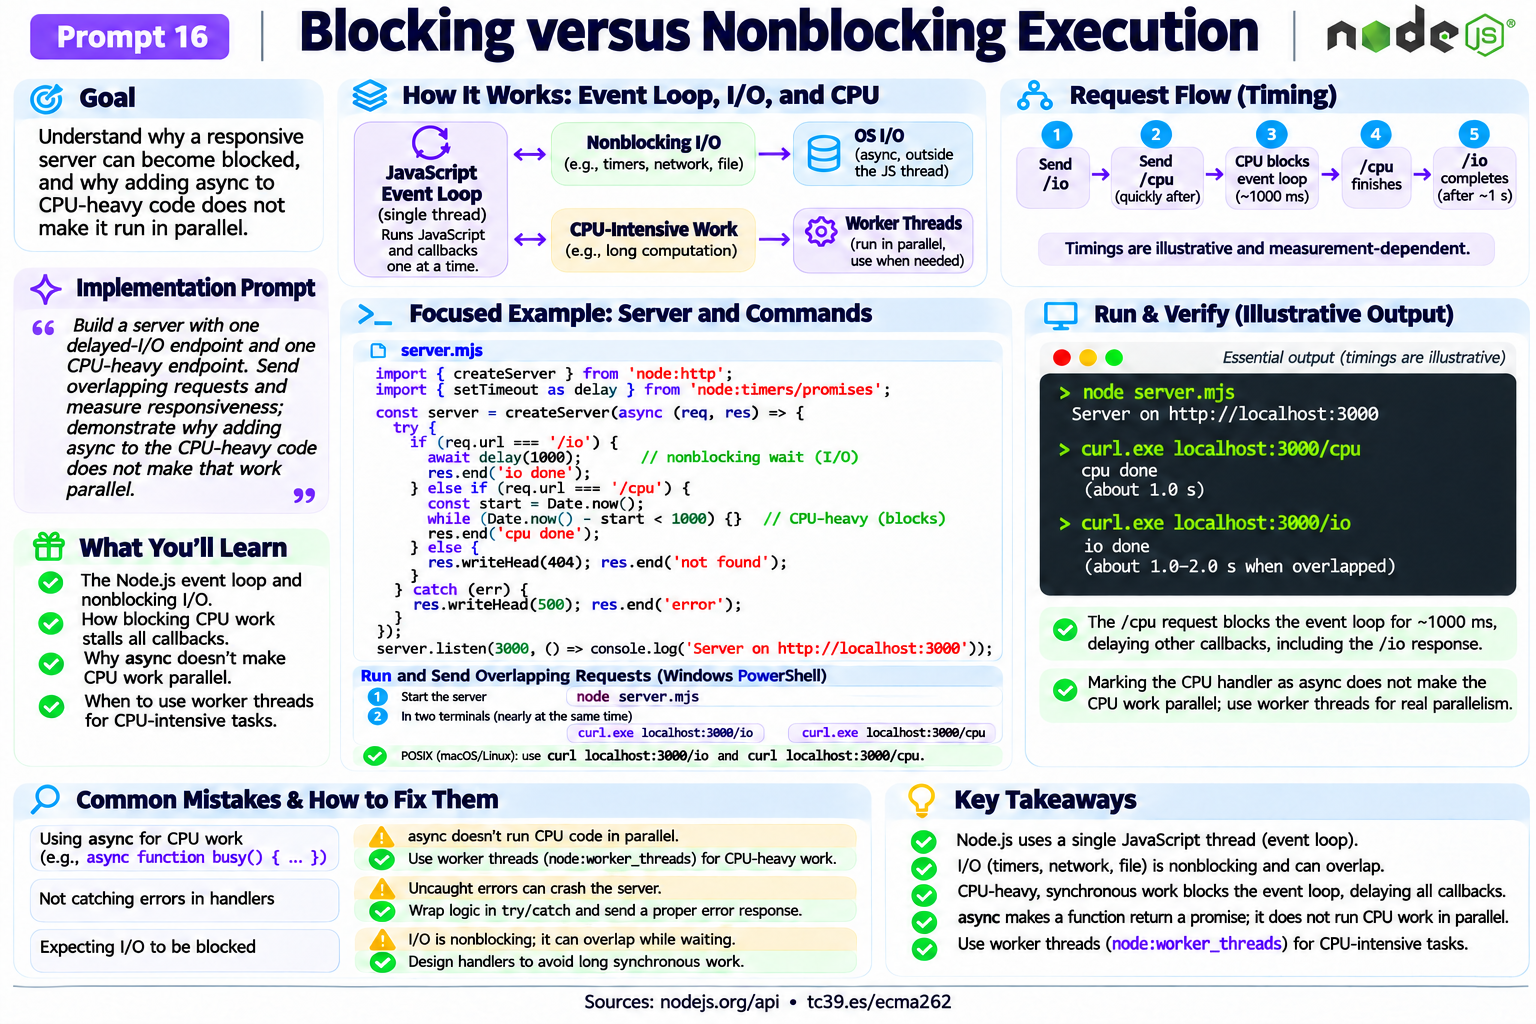 Prompt 16
Blocking versus Nonblocking Execution
node JS
Goal
Understand why a responsive
server can become blocked,
and why adding async to
CPU-heavy code does not
make it run in parallel.
Implementation Prompt
“ Build a server with one
delayed-I/O endpoint and one
CPU-heavy endpoint. Send
overlapping requests and
measure responsiveness;
demonstrate why adding
async to the CPU-heavy code
does not make that work
parallel. ”
What You'll Learn
The Node.js event loop and
nonblocking I/O.
How blocking CPU work
stalls all callbacks.
Why async doesn't make
CPU work parallel.
When to use worker threads
for CPU-intensive tasks.
How It Works: Event Loop, I/O, and CPU
JavaScript
Event Loop
(single thread)
Runs JavaScript
and callbacks
one at a time.
Nonblocking I/O
(e.g., timers, network, file)
OS I/O
(async, outside
the JS thread)
CPU-Intensive Work
(e.g., long computation)
Worker Threads
(run in parallel,
use when needed)
Request Flow (Timing)
1
Send
/io
2
Send
/cpu
(quickly after)
3
CPU blocks
event loop
(~1000 ms)
4
/cpu
finishes
5
/io
completes
(after ~1 s)
Timings are illustrative and measurement-dependent.
>_ Focused Example: Server and Commands
server.mjs
import { createServer } from 'node:http';
import { setTimeout as delay } from 'node:timers/promises';
const server = createServer(async (req, res) => {
try {
if (req.url === '/io') {
await delay(1000); // nonblocking wait (I/O)
res.end('io done');
} else if (req.url === '/cpu') {
const start = Date.now();
while (Date.now() - start < 1000) {} // CPU-heavy (blocks)
res.end('cpu done');
} else {
res.writeHead(404); res.end('not found');
}
} catch (err) {
res.writeHead(500); res.end('error');
}
});
server.listen(3000, () => console.log('Server on http://localhost:3000'));
Run and Send Overlapping Requests (Windows PowerShell)
1 Start the server node server.mjs
2 In two terminals (nearly at the same time)
curl.exe localhost:3000/io curl.exe localhost:3000/cpu
POSIX (macOS/Linux): use curl localhost:3000/io and curl localhost:3000/cpu.
Run & Verify (Illustrative Output)
Essential output (timings are illustrative)
> node server.mjs
Server on http://localhost:3000
> curl.exe localhost:3000/cpu
cpu done
(about 1.0 s)
> curl.exe localhost:3000/io
io done
(about 1.0–2.0 s when overlapped)
The /cpu request blocks the event loop for ~1000 ms,
delaying other callbacks, including the /io response.
Marking the CPU handler as async does not make the
CPU work parallel; use worker threads for real parallelism.
Common Mistakes & How to Fix Them
Using async for CPU work
(e.g., async function busy() { ... })
async doesn't run CPU code in parallel.
Use worker threads (node:worker_threads) for CPU-heavy work.
Not catching errors in handlers
Uncaught errors can crash the server.
Wrap logic in try/catch and send a proper error response.
Expecting I/O to be blocked
I/O is nonblocking; it can overlap while waiting.
Design handlers to avoid long synchronous work.
Key Takeaways
Node.js uses a single JavaScript thread (event loop).
I/O (timers, network, file) is nonblocking and can overlap.
CPU-heavy, synchronous work blocks the event loop, delaying all callbacks.
async makes a function return a promise; it does not run CPU work in parallel.
Use worker threads (node:worker_threads) for CPU-intensive tasks.
Sources: nodejs.org/api • tc39.es/ecma262